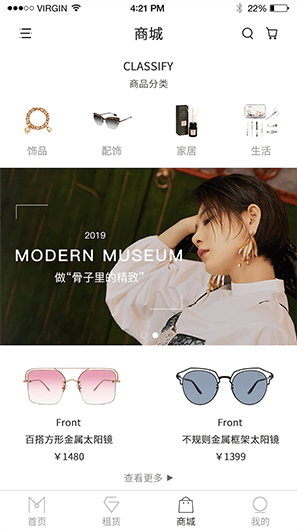 VIRGIN 4:21 PM 22%
商城
CLASSIFY
商品分类
饰品 配饰 家居 生活
2019
MODERN MUSEUM
做“骨子里的精致”
Front Front
百搭方形金属太阳镜 不规则金属框架太阳镜
￥1480 ￥1399
查看更多
首页 租赁 商城 我的